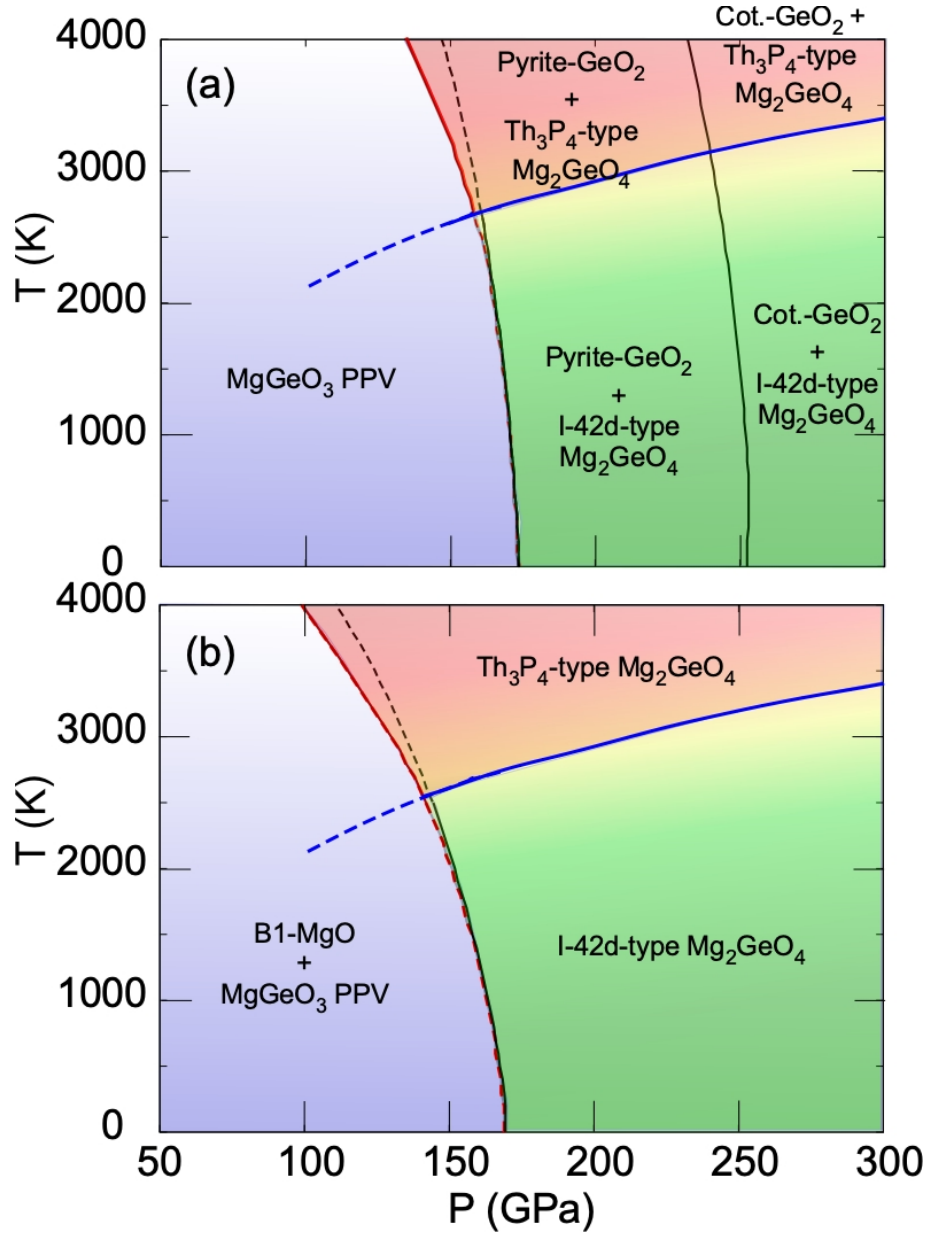 Cot.-GeO₂ +
Th₃P₄-type
Mg₂GeO₄
4000
(a)
Pyrite-GeO₂
+
Th₃P₄-type
Mg₂GeO₄
3000
T (K)
2000
Cot.-GeO₂
+
I-42d-type
Mg₂GeO₄
Pyrite-GeO₂
+
I-42d-type
Mg₂GeO₄
MgGeO₃ PPV
1000
0
4000
(b)
Th₃P₄-type Mg₂GeO₄
3000
T (K)
2000
B1-MgO
+
MgGeO₃ PPV
I-42d-type Mg₂GeO₄
1000
0
50 100 150 200 250 300
P (GPa)